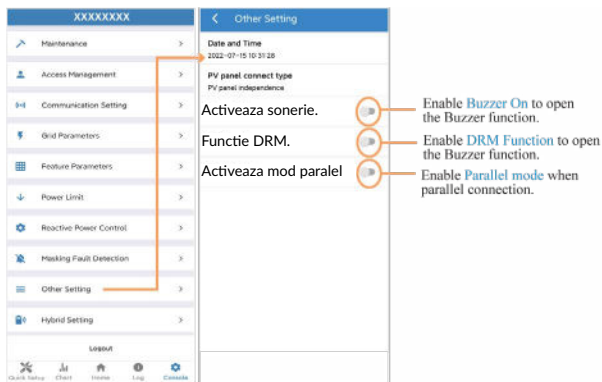 XXXXXXXX
Maintenance
Access Management
Communication Setting
Grid Parameters
Feature Parameters
Power Limit
Reactive Power Control
Masking Fault Detection
Other Setting
Hybrid Setting
Logout
Quick Setup
Chart
Home
Log
Console
Other Setting
Date and Time
2022-07-15 10:31:28
PV panel connect type
PV panel independence
Activeaza sonerie.
Functie DRM.
Activeaza mod paralel
Enable Buzzer On to open
the Buzzer function.
Enable DRM Function to open
the Buzzer function.
Enable Parallel mode when
parallel connection.